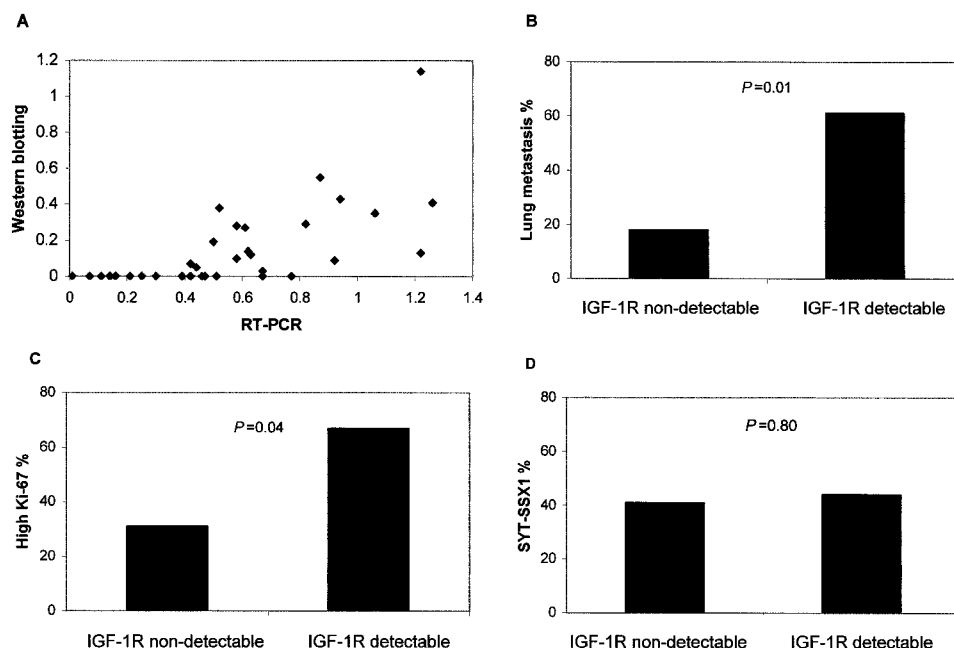 A
1.2
1
0.8
0.6
0.4
0.2
0
Western blotting
0 0.2 0.4 0.6 0.8 1 1.2 1.4
RT-PCR
B
80
60
40
20
0
Lung metastasis %
P=0.01
IGF-1R non-detectable IGF-1R detectable
C
80
60
40
20
0
High Ki-67 %
P=0.04
IGF-1R non-detectable IGF-1R detectable
D
80
60
40
20
0
SYT-SSX1 %
P=0.80
IGF-1R non-detectable IGF-1R detectable